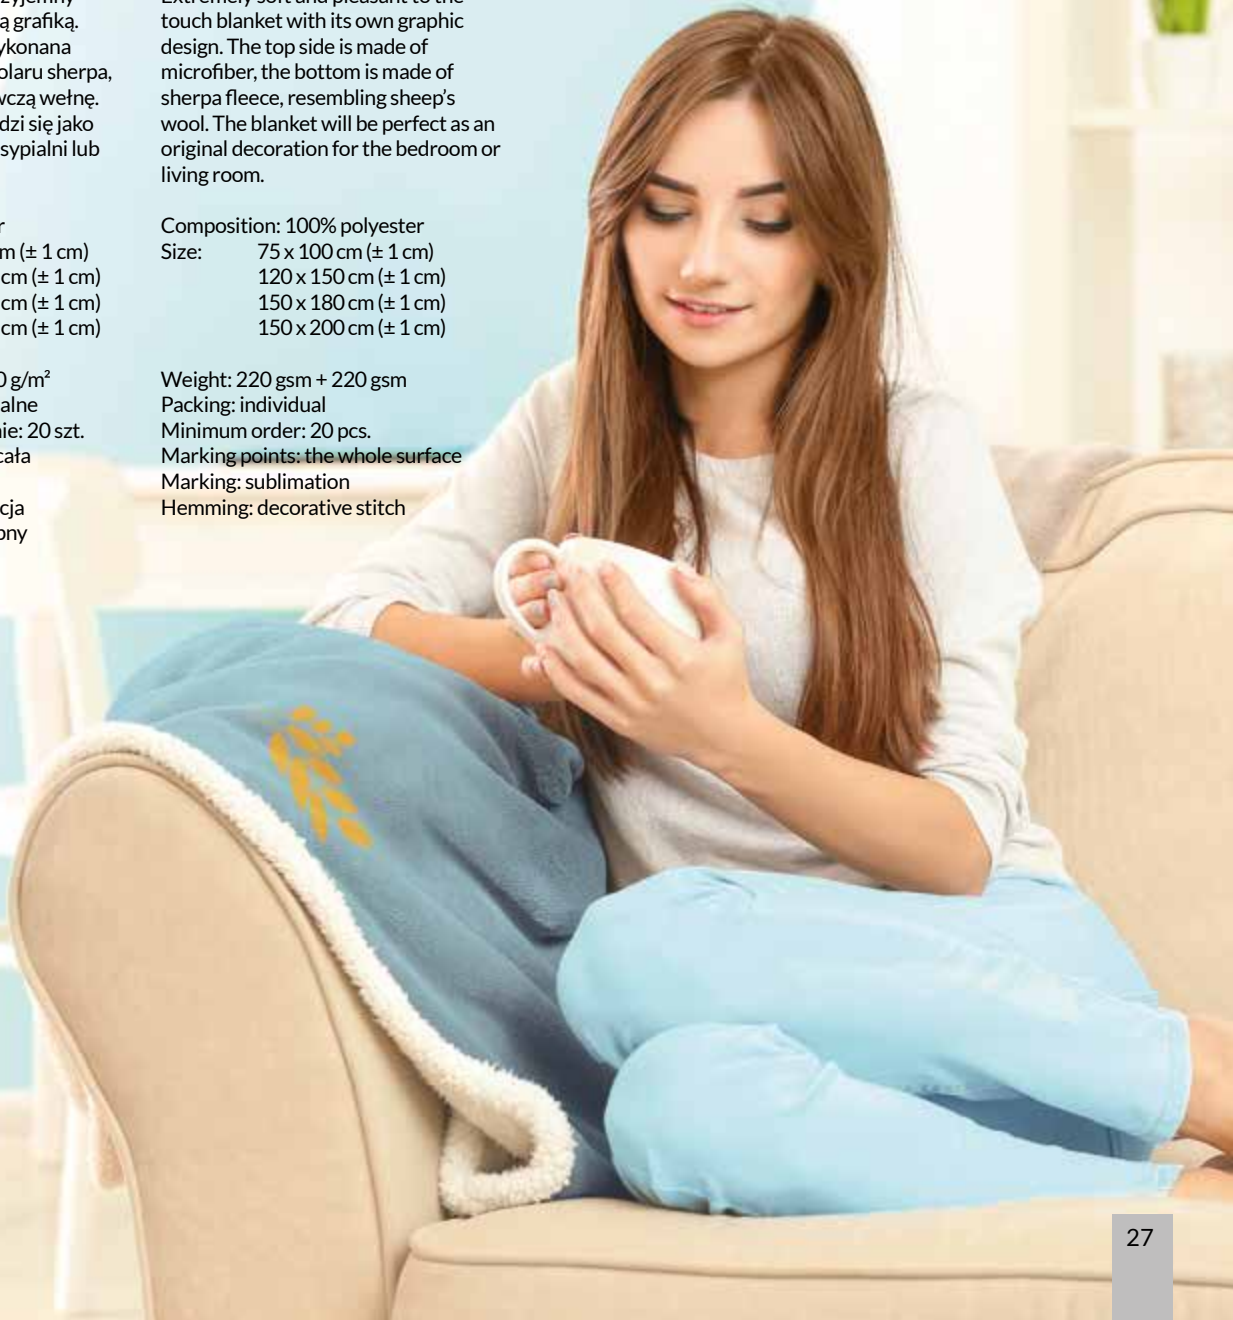 zyjemny
ą grafiką.
ykonana
olaru sherpa,
wczą wełnę.
dzi się jako
sypialni lub
r
m (± 1 cm)
cm (± 1 cm)
cm (± 1 cm)
cm (± 1 cm)
0 g/m²
alne
nie: 20 szt.
cała
cja
pny
Extremely soft and pleasant to the
touch blanket with its own graphic
design. The top side is made of
microfiber, the bottom is made of
sherpa fleece, resembling sheep's
wool. The blanket will be perfect as an
original decoration for the bedroom or
living room.
Composition: 100% polyester
Size: 75 x 100 cm (± 1 cm)
120 x 150 cm (± 1 cm)
150 x 180 cm (± 1 cm)
150 x 200 cm (± 1 cm)
Weight: 220 gsm + 220 gsm
Packing: individual
Minimum order: 20 pcs.
Marking points: the whole surface
Marking: sublimation
Hemming: decorative stitch
27